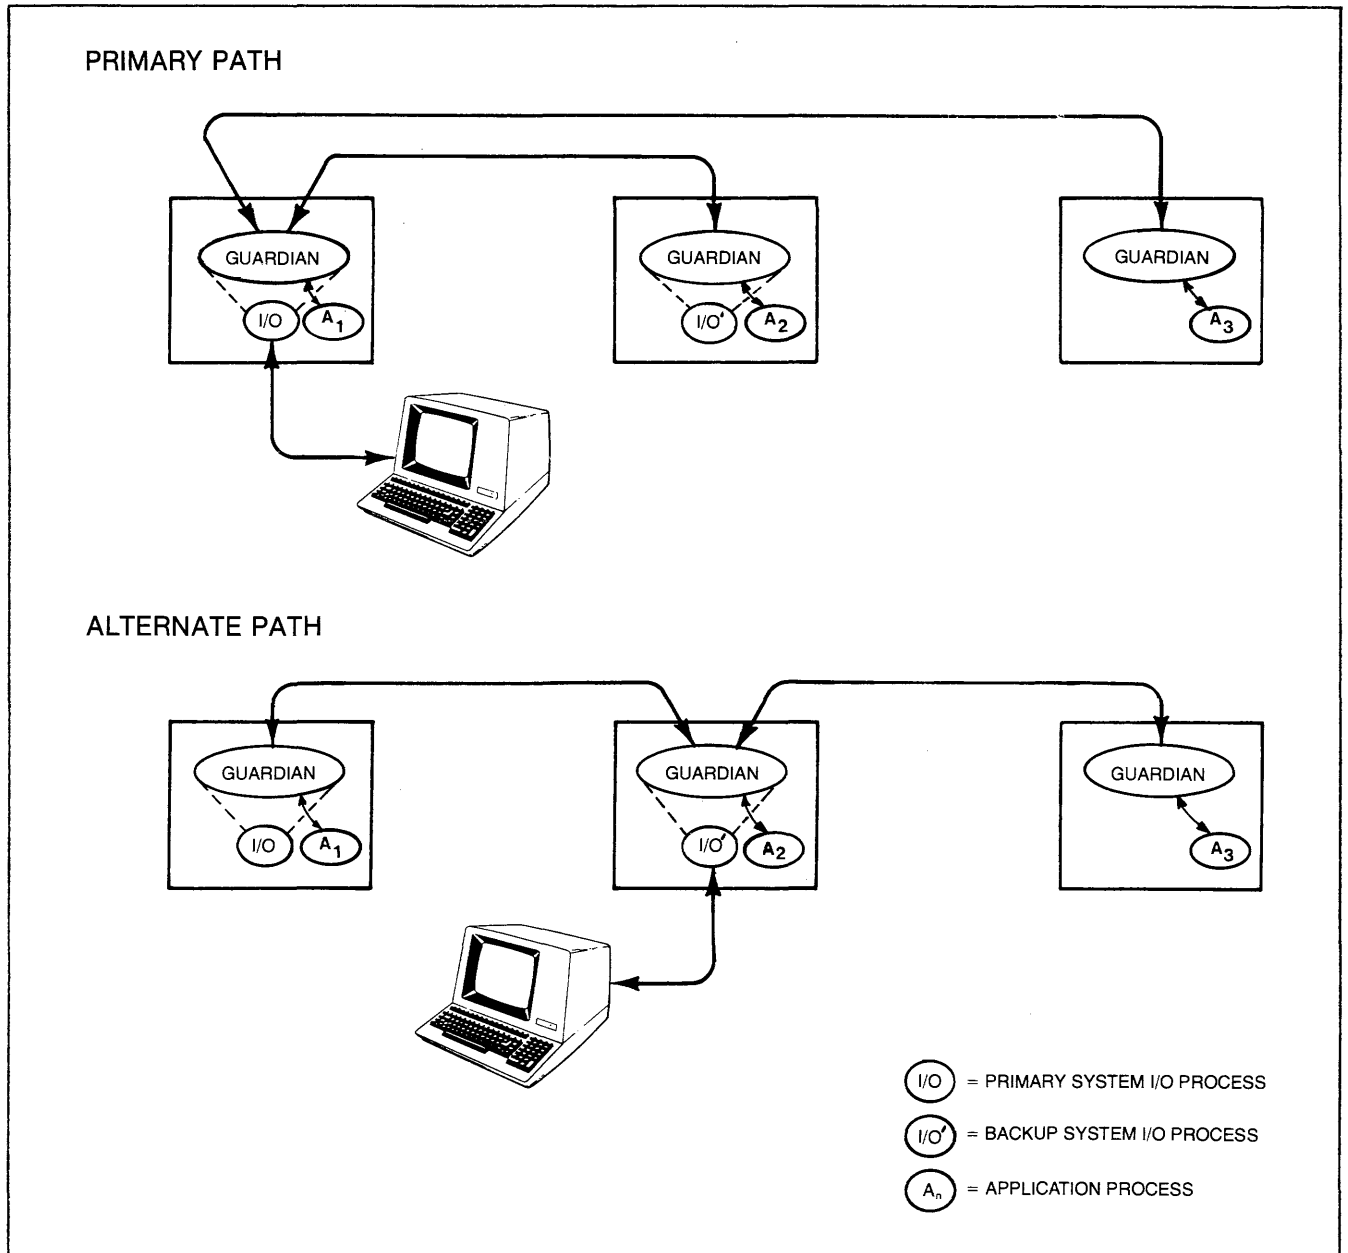 PRIMARY PATH
GUARDIAN
GUARDIAN
GUARDIAN
I/O
A1
I/O'
A2
A3
ALTERNATE PATH
GUARDIAN
GUARDIAN
GUARDIAN
I/O
A1
I/O'
A2
A3
I/O = PRIMARY SYSTEM I/O PROCESS
I/O' = BACKUP SYSTEM I/O PROCESS
An = APPLICATION PROCESS